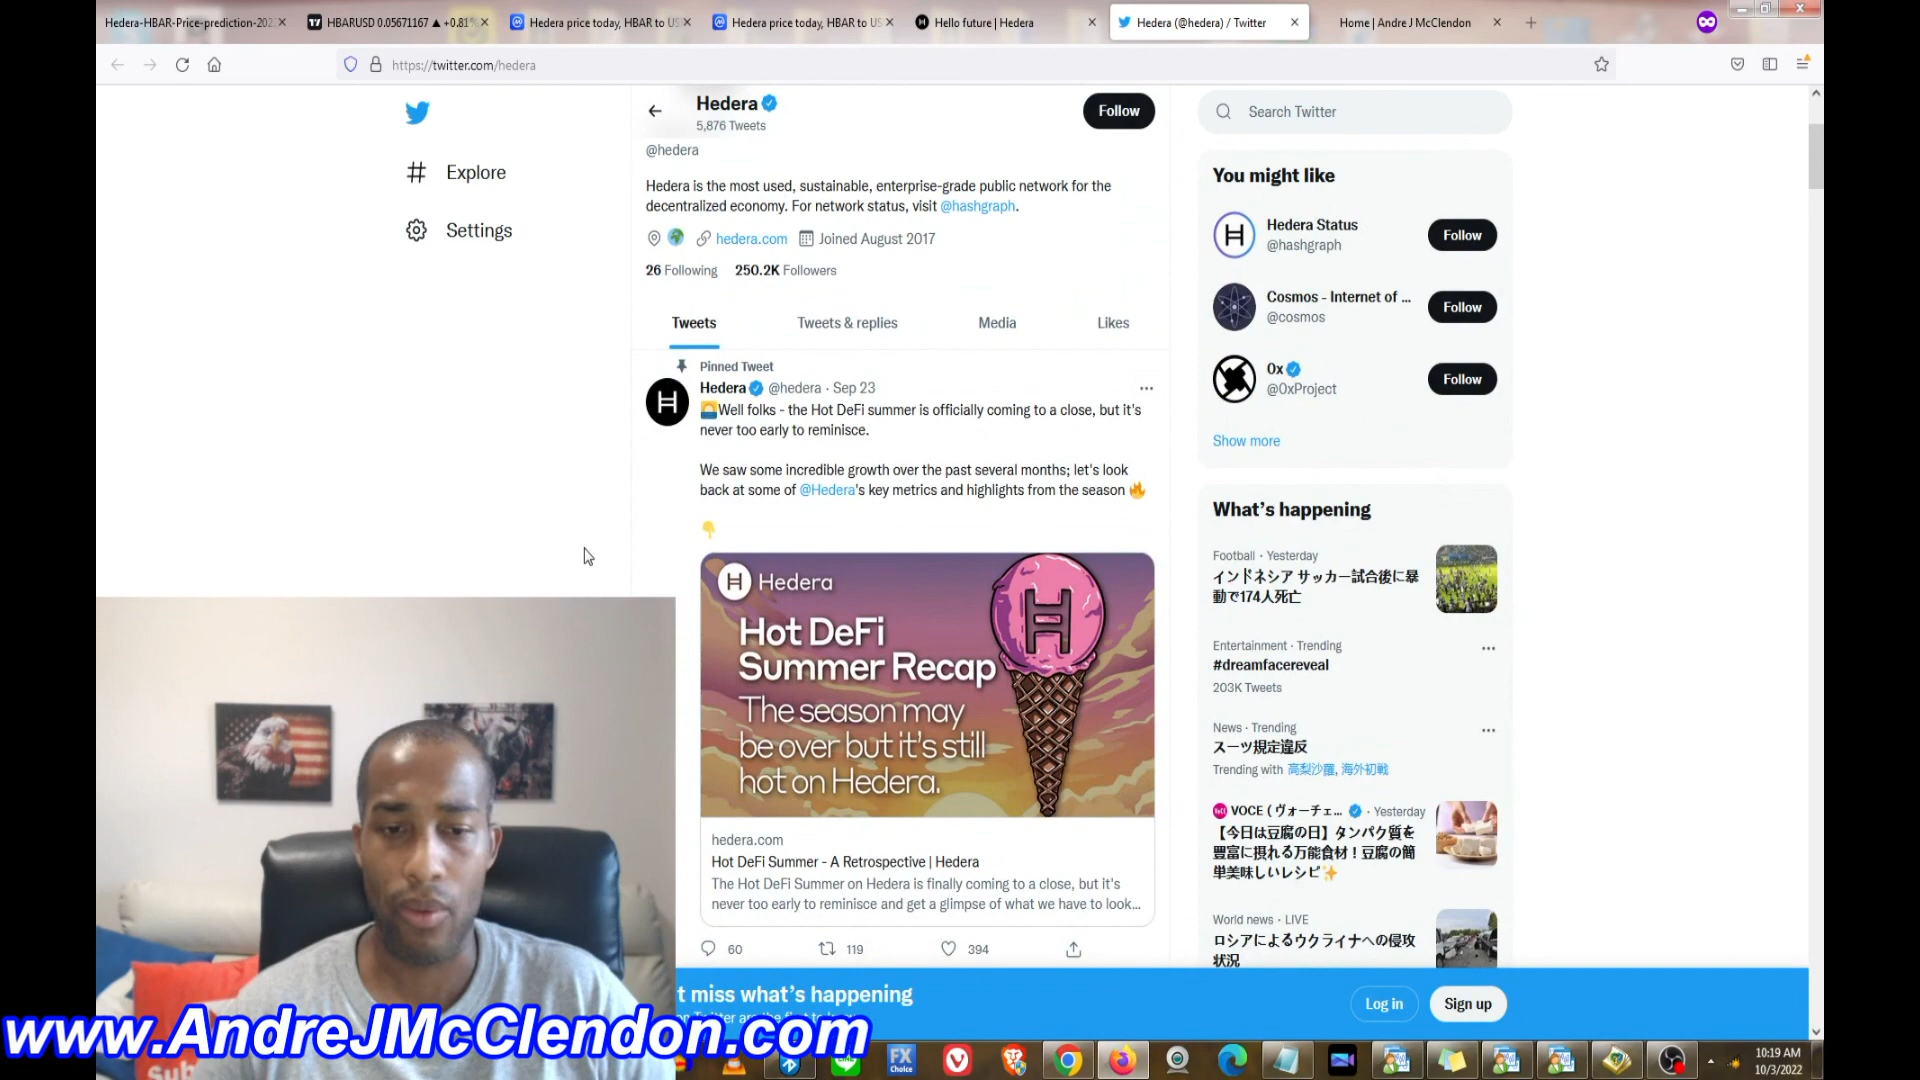 Hedera-HBAR-Price-prediction-202
HBARUSD 0.05671167 ▲ +0.81%
Hedera price today, HBAR to US
Hedera price today, HBAR to US
Hello future | Hedera
Hedera (@hedera) / Twitter
Home | Andre J McClendon
https://twitter.com/hedera
Explore
Settings
Hedera
5,876 Tweets
Follow
@hedera
Hedera is the most used, sustainable, enterprise-grade public network for the
decentralized economy. For network status, visit @hashgraph.
hedera.com Joined August 2017
26 Following 250.2K Followers
Tweets Tweets & replies Media Likes
Pinned Tweet
Hedera @hedera · Sep 23
Well folks - the Hot DeFi summer is officially coming to a close, but it's
never too early to reminisce.
We saw some incredible growth over the past several months; let's look
back at some of @Hedera's key metrics and highlights from the season 🔥
👇
H Hedera
Hot DeFi
Summer Recap
The season may
be over but it's still
hot on Hedera.
hedera.com
Hot DeFi Summer - A Retrospective | Hedera
The Hot DeFi Summer on Hedera is finally coming to a close, but it's
never too early to reminisce and get a glimpse of what we have to look...
60 119 394
Search Twitter
You might like
Hedera Status
@hashgraph
Follow
Cosmos - Internet of ...
@cosmos
Follow
0x
@0xProject
Follow
Show more
What's happening
Football · Yesterday
インドネシア サッカー試合後に暴
動で174人死亡
Entertainment · Trending
#dreamfacereveal
203K Tweets
News · Trending
スーツ規定違反
Trending with 高梨沙羅, 海外初戦
VOCE ( ヴォーチェ... · Yesterday
【今日は豆腐の日】タンパク質を
豊富に摂れる万能食材！豆腐の簡
単美味しいレシピ✨
World news · LIVE
ロシアによるウクライナへの侵攻
状況
t miss what's happening
Log in
Sign up
www.AndreJMcClendon.com
Sub
FX
Choice
LINE
10:19 AM
10/3/2022